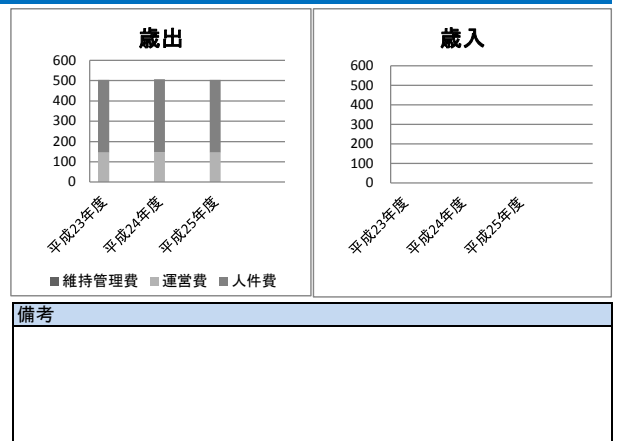 歳出
600
500
400
300
200
100
0
平成23年度
平成24年度
平成25年度
■維持管理費 ■運営費 ■人件費
歳入
600
500
400
300
200
100
0
平成23年度
平成24年度
平成25年度
備考